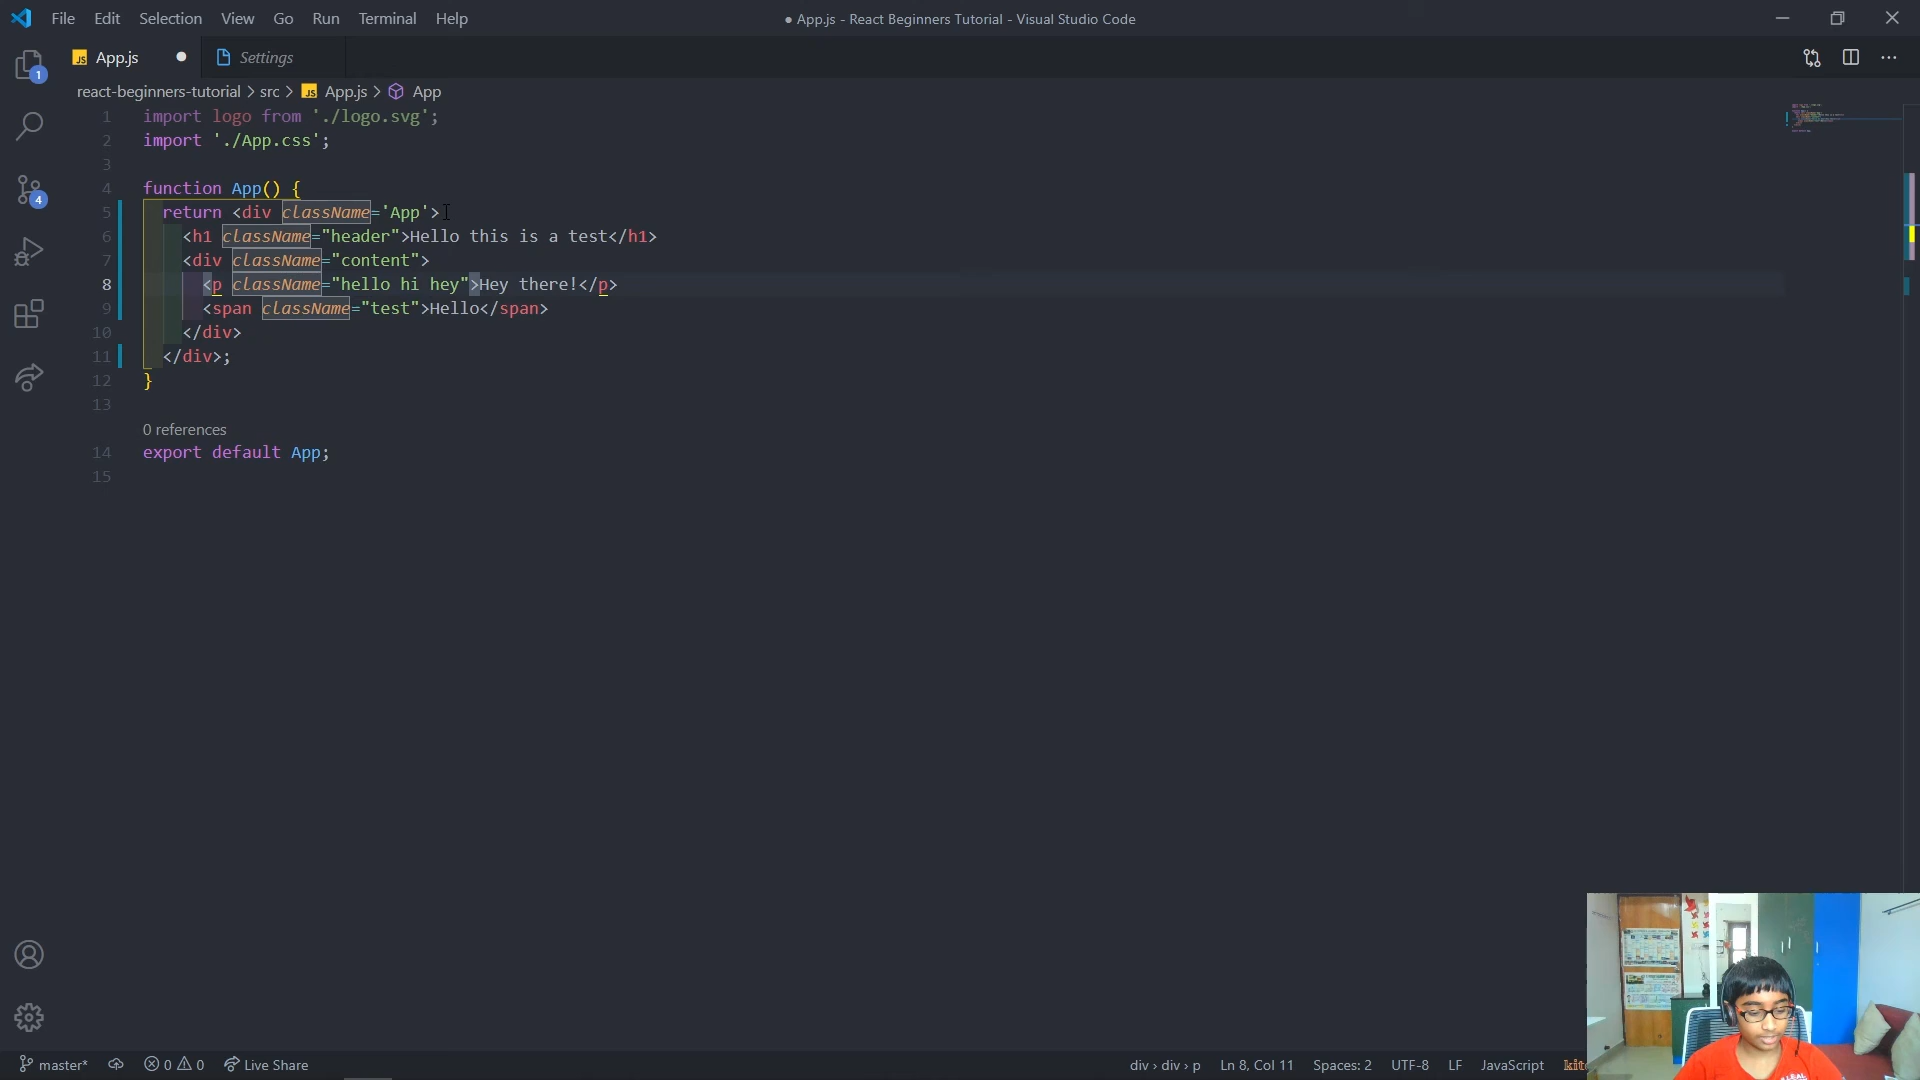 File Edit Selection View Go Run Terminal Help
● App.js - React Beginners Tutorial - Visual Studio Code
JS App.js ● Settings
1
react-beginners-tutorial > src > JS App.js > App
1 import logo from './logo.svg';
2 import './App.css';
3
4 function App() {
4
5 return <div className='App'>
6 <h1 className="header">Hello this is a test</h1>
7 <div className="content">
8 <p className="hello hi hey">Hey there!</p>
9 <span className="test">Hello</span>
10 </div>
11 </div>;
12 }
13
0 references
14 export default App;
15
master* 0 0 Live Share
div › div › p Ln 8, Col 11 Spaces: 2 UTF-8 LF JavaScript